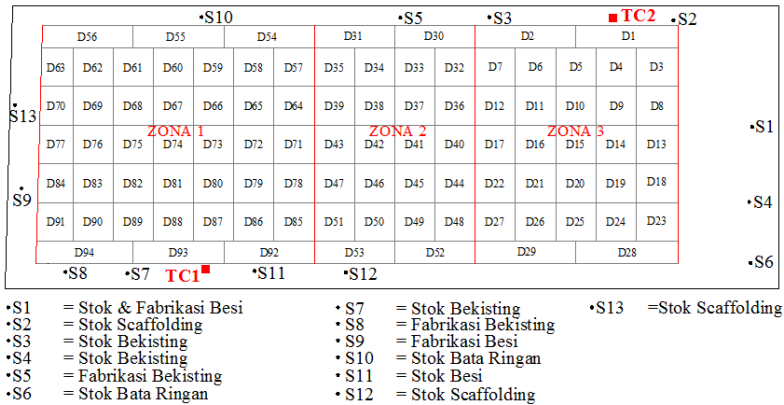 S10 S5 S3 TC2 S2
D56 D55 D54 D31 D30 D2 D1
D63 D62 D61 D60 D59 D58 D57 D35 D34 D33 D32 D7 D6 D5 D4 D3
D70 D69 D68 D67 D66 D65 D64 D39 D38 D37 D36 D12 D11 D10 D9 D8
S13 ZONA 1 ZONA 2 ZONA 3 S1
D77 D76 D75 D74 D73 D72 D71 D43 D42 D41 D40 D17 D16 D15 D14 D13
D84 D83 D82 D81 D80 D79 D78 D47 D46 D45 D44 D22 D21 D20 D19 D18
S9 S4
D91 D90 D89 D88 D87 D86 D85 D51 D50 D49 D48 D27 D26 D25 D24 D23
D94 D93 D92 D53 D52 D29 D28
S8 S7 TC1 S11 S12 S6
•S1 = Stok & Fabrikasi Besi
•S2 = Stok Scaffolding
•S3 = Stok Bekisting
•S4 = Stok Bekisting
•S5 = Fabrikasi Bekisting
•S6 = Stok Bata Ringan
•S7 = Stok Bekisting
•S8 = Fabrikasi Bekisting
•S9 = Fabrikasi Besi
•S10 = Stok Bata Ringan
•S11 = Stok Besi
•S12 = Stok Scaffolding
•S13 =Stok Scaffolding